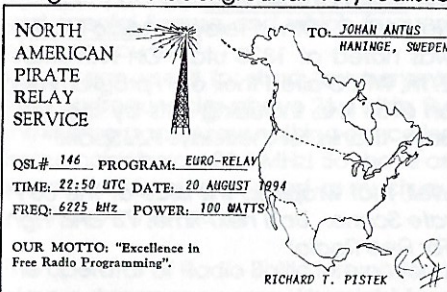 NORTH
AMERICAN
PIRATE
RELAY
SERVICE
TO: JOHAN ANTUS
HANINGE, SWEDEN
QSL# 146 PROGRAM: EURO-RELAY
TIME: 22:50 UTC DATE: 20 AUGUST 1994
FREQ: 6225 kHz POWER: 100 WATTS
OUR MOTTO: "Excellence in
Free Radio Programming".
RICHARD T. PISTEK